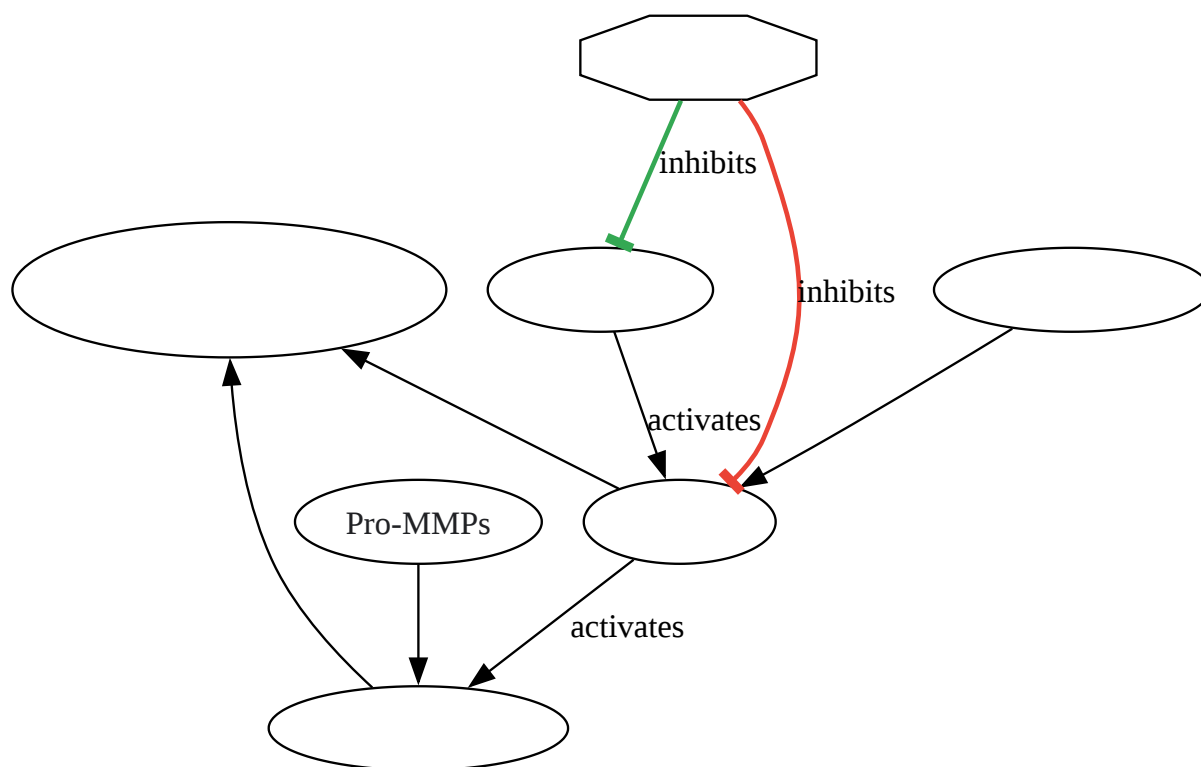 inhibits
inhibits
activates
Pro-MMPs
activates